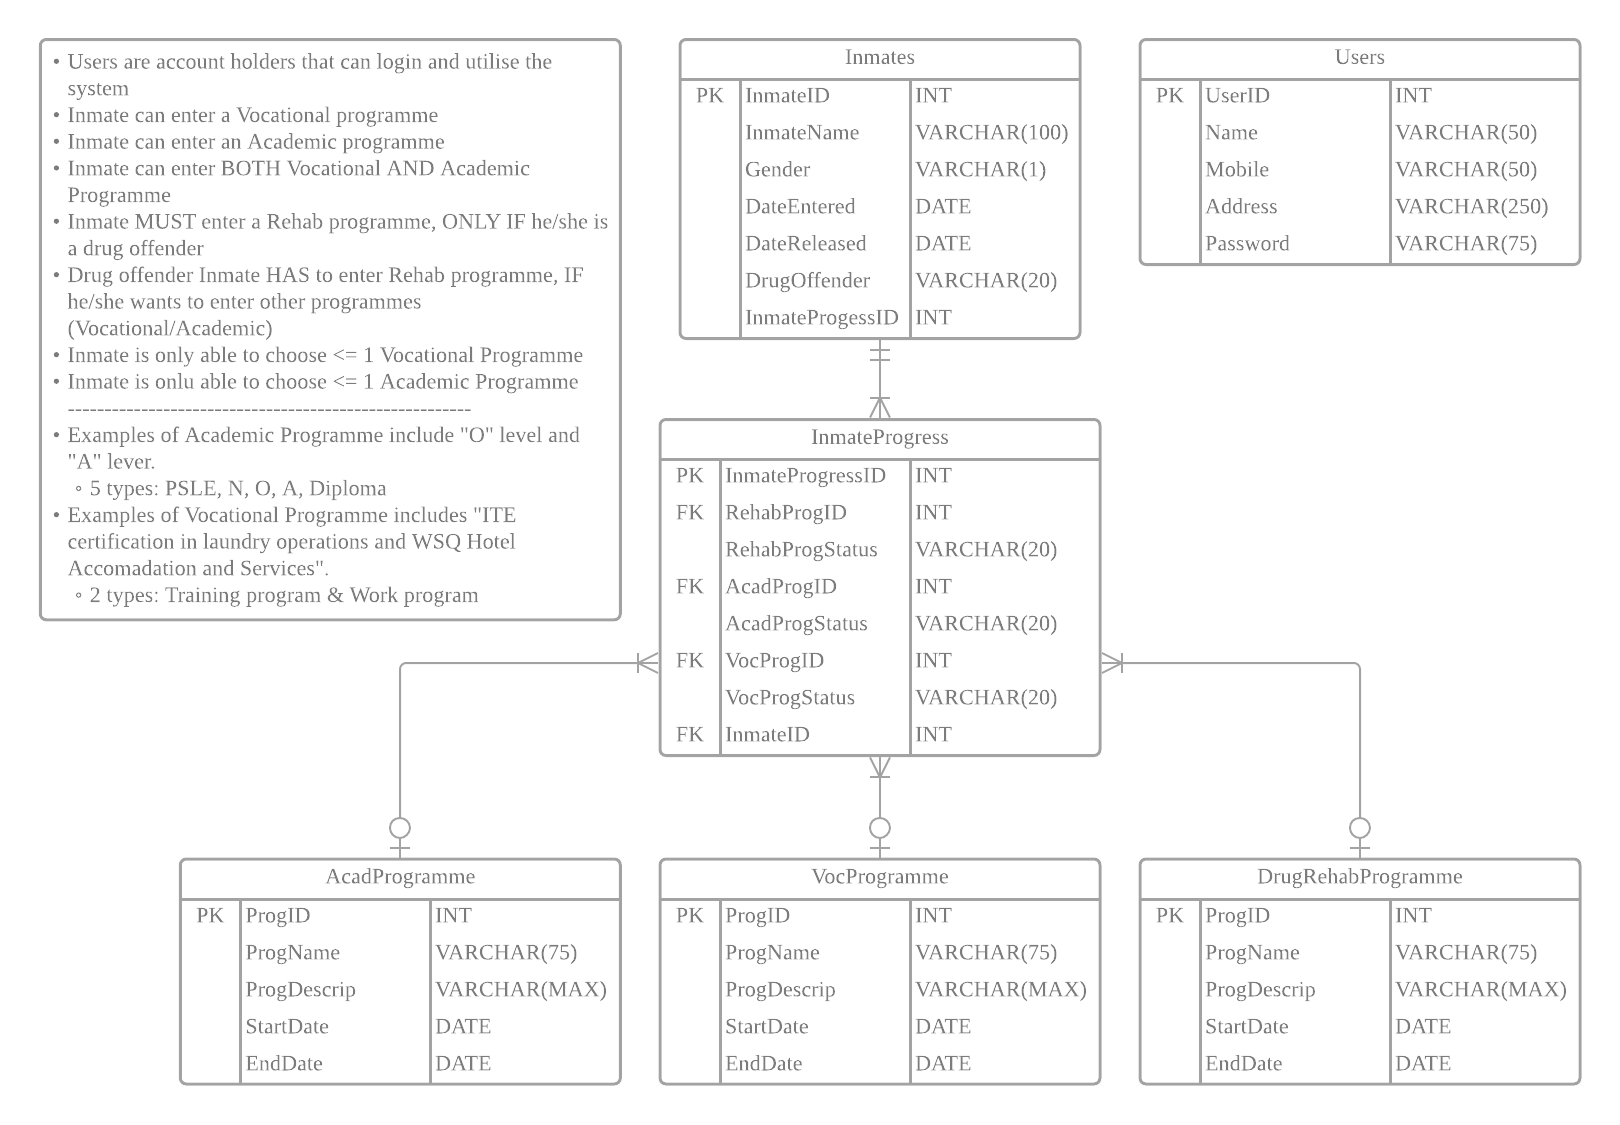 • Users are account holders that can login and utilise the
system
• Inmate can enter a Vocational programme
• Inmate can enter an Academic programme
• Inmate can enter BOTH Vocational AND Academic
Programme
• Inmate MUST enter a Rehab programme, ONLY IF he/she is
a drug offender
• Drug offender Inmate HAS to enter Rehab programme, IF
he/she wants to enter other programmes
(Vocational/Academic)
• Inmate is only able to choose <= 1 Vocational Programme
• Inmate is onlu able to choose <= 1 Academic Programme
-------------------------------------------------------
• Examples of Academic Programme include "O" level and
"A" lever.
◦ 5 types: PSLE, N, O, A, Diploma
• Examples of Vocational Programme includes "ITE
certification in laundry operations and WSQ Hotel
Accomadation and Services".
◦ 2 types: Training program & Work program
Inmates
PK InmateID INT
InmateName VARCHAR(100)
Gender VARCHAR(1)
DateEntered DATE
DateReleased DATE
DrugOffender VARCHAR(20)
InmateProgessID INT
Users
PK UserID INT
Name VARCHAR(50)
Mobile VARCHAR(50)
Address VARCHAR(250)
Password VARCHAR(75)
InmateProgress
PK InmateProgressID INT
FK RehabProgID INT
RehabProgStatus VARCHAR(20)
FK AcadProgID INT
AcadProgStatus VARCHAR(20)
FK VocProgID INT
VocProgStatus VARCHAR(20)
FK InmateID INT
AcadProgramme
PK ProgID INT
ProgName VARCHAR(75)
ProgDescrip VARCHAR(MAX)
StartDate DATE
EndDate DATE
VocProgramme
PK ProgID INT
ProgName VARCHAR(75)
ProgDescrip VARCHAR(MAX)
StartDate DATE
EndDate DATE
DrugRehabProgramme
PK ProgID INT
ProgName VARCHAR(75)
ProgDescrip VARCHAR(MAX)
StartDate DATE
EndDate DATE